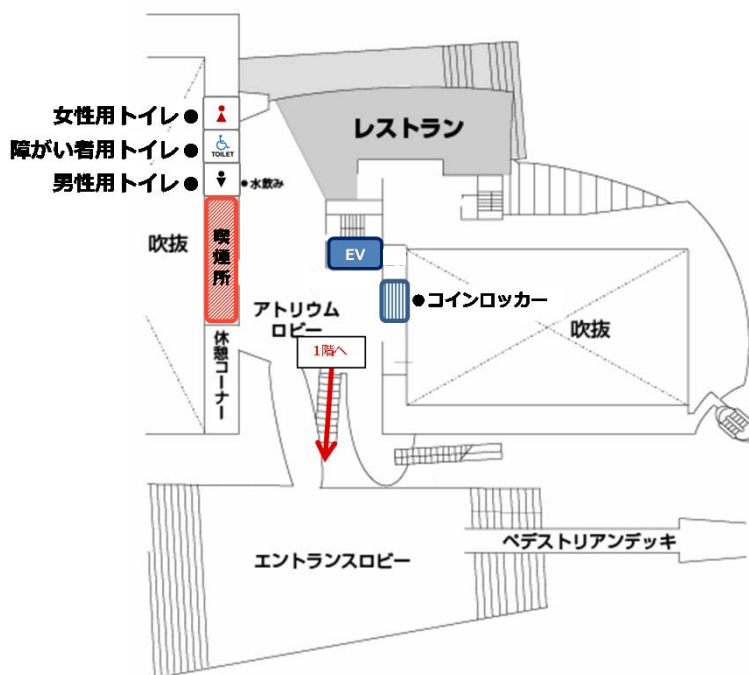 女性用トイレ●
障がい者用トイレ●
TOILET
男性用トイレ●
●水飲み
レストラン
吹抜
喫煙所
EV
●コインロッカー
アトリウム
ロビー
吹抜
1階へ
休憩コーナー
エントランスロビー
ペデストリアンデッキ